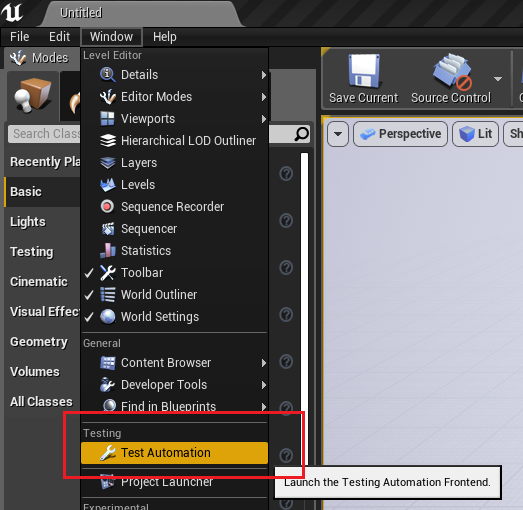 Untitled
File Edit Window Help
Modes
Level Editor
Details
Editor Modes
Viewports
Hierarchical LOD Outliner
Layers
Levels
Sequence Recorder
Sequencer
Statistics
Toolbar
World Outliner
World Settings
General
Content Browser
Developer Tools
Find in Blueprints
Testing
Test Automation
Project Launcher
Experimental
Launch the Testing Automation Frontend.
Search Clas
Recently Pla
Basic
Lights
Testing
Cinematic
Visual Effec
Geometry
Volumes
All Classes
Save Current Source Control
Perspective Lit Sh